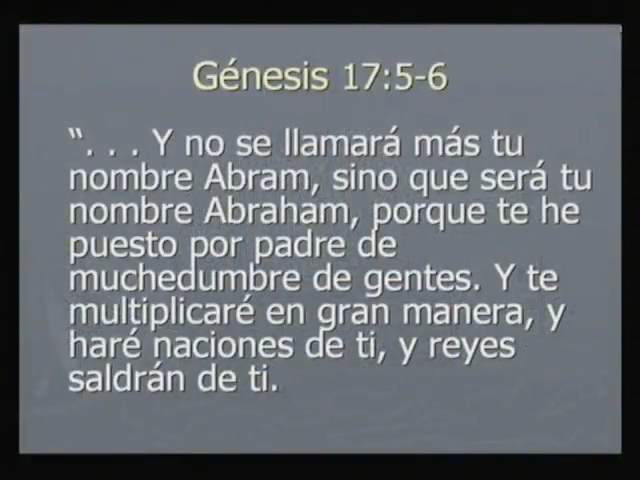 Génesis 17:5-6
“. . . Y no se llamará más tu
nombre Abram, sino que será tu
nombre Abraham, porque te he
puesto por padre de
muchedumbre de gentes. Y te
multiplicaré en gran manera, y
haré naciones de ti, y reyes
saldrán de ti.